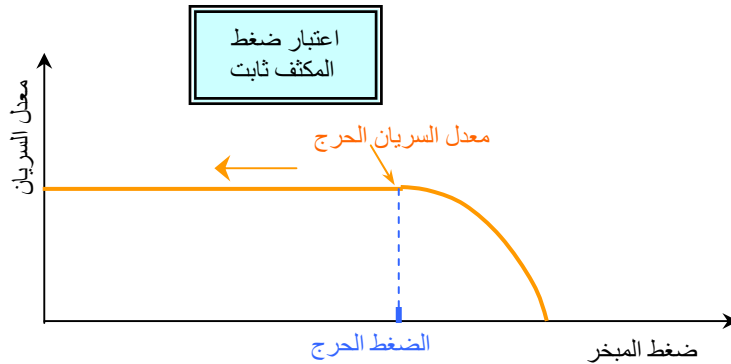 اعتبار ضغط
المكثف ثابت
معدل السريان
معدل السريان الحرج
الضغط الحرج
ضغط المبخر